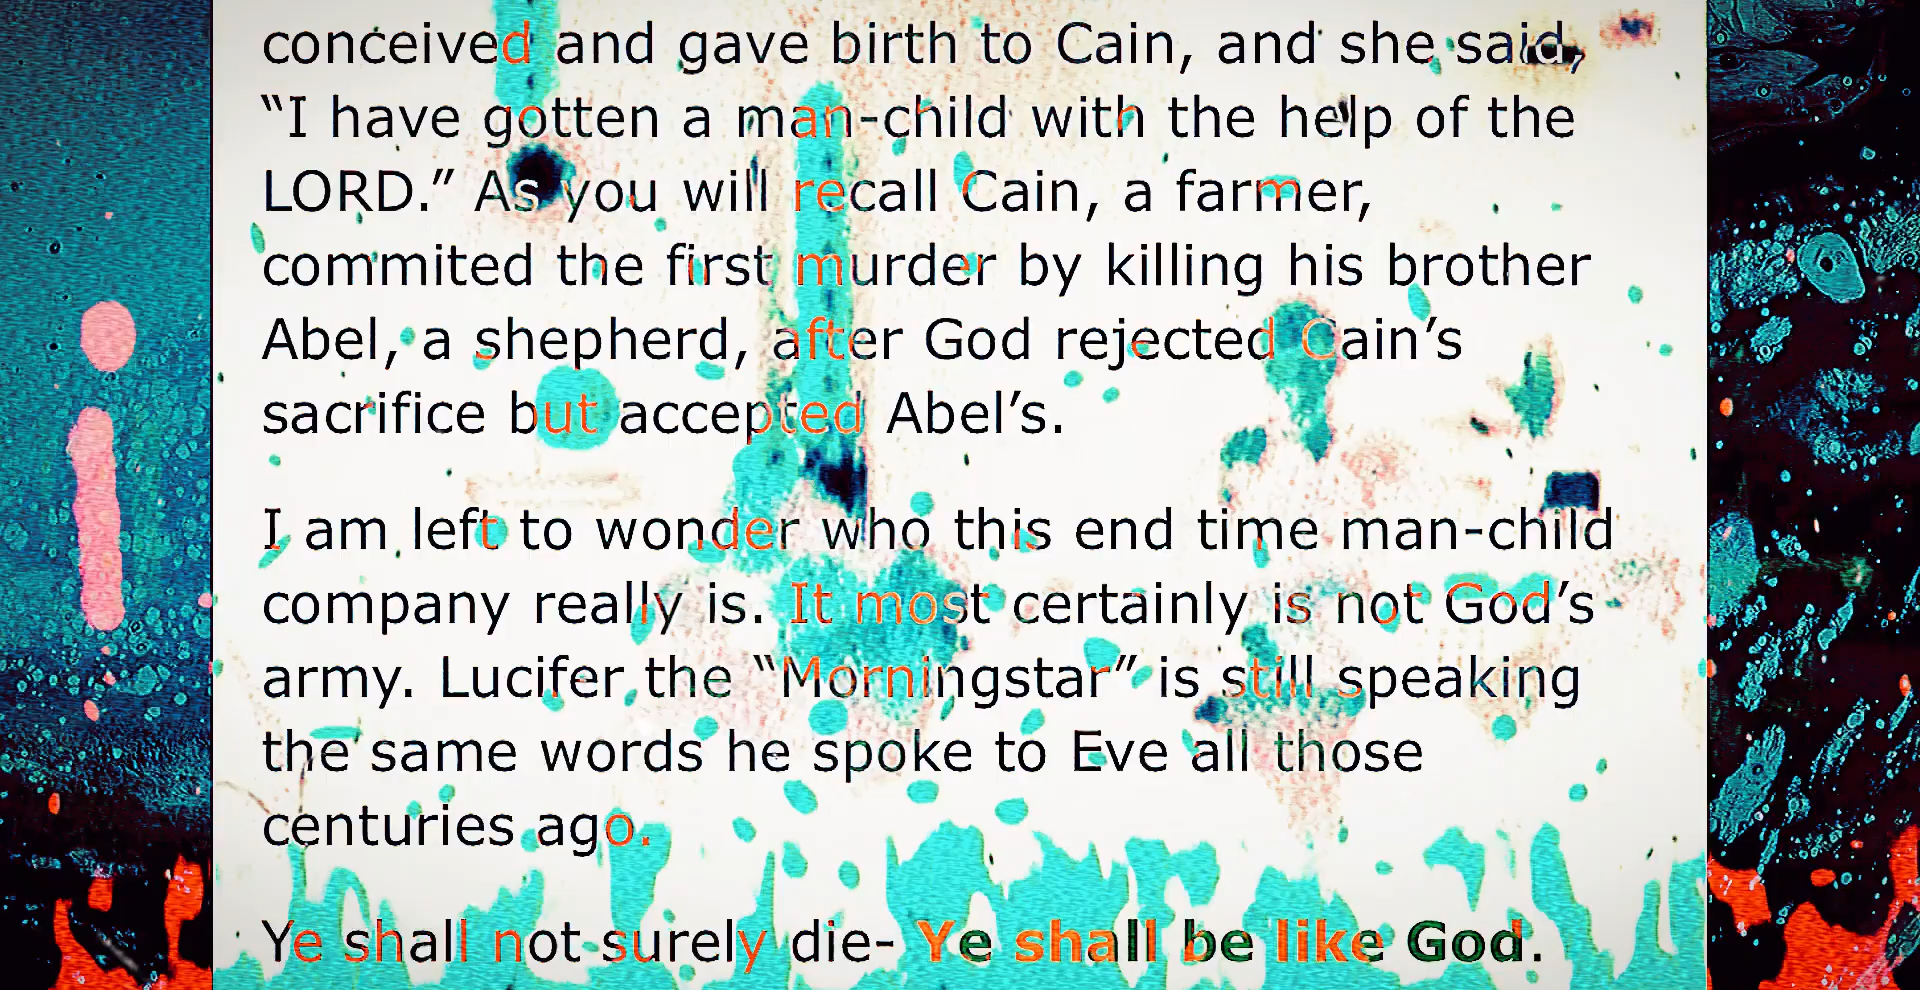 conceived and gave birth to Cain, and she said,
“I have gotten a man-child with the help of the
LORD.” As you will recall Cain, a farmer,
commited the first murder by killing his brother
Abel, a shepherd, after God rejected Cain’s
sacrifice but accepted Abel’s.
I am left to wonder who this end time man-child
company really is. It most certainly is not God’s
army. Lucifer the “Morningstar” is still speaking
the same words he spoke to Eve all those
centuries ago.
Ye shall not surely die- Ye shall be like God.